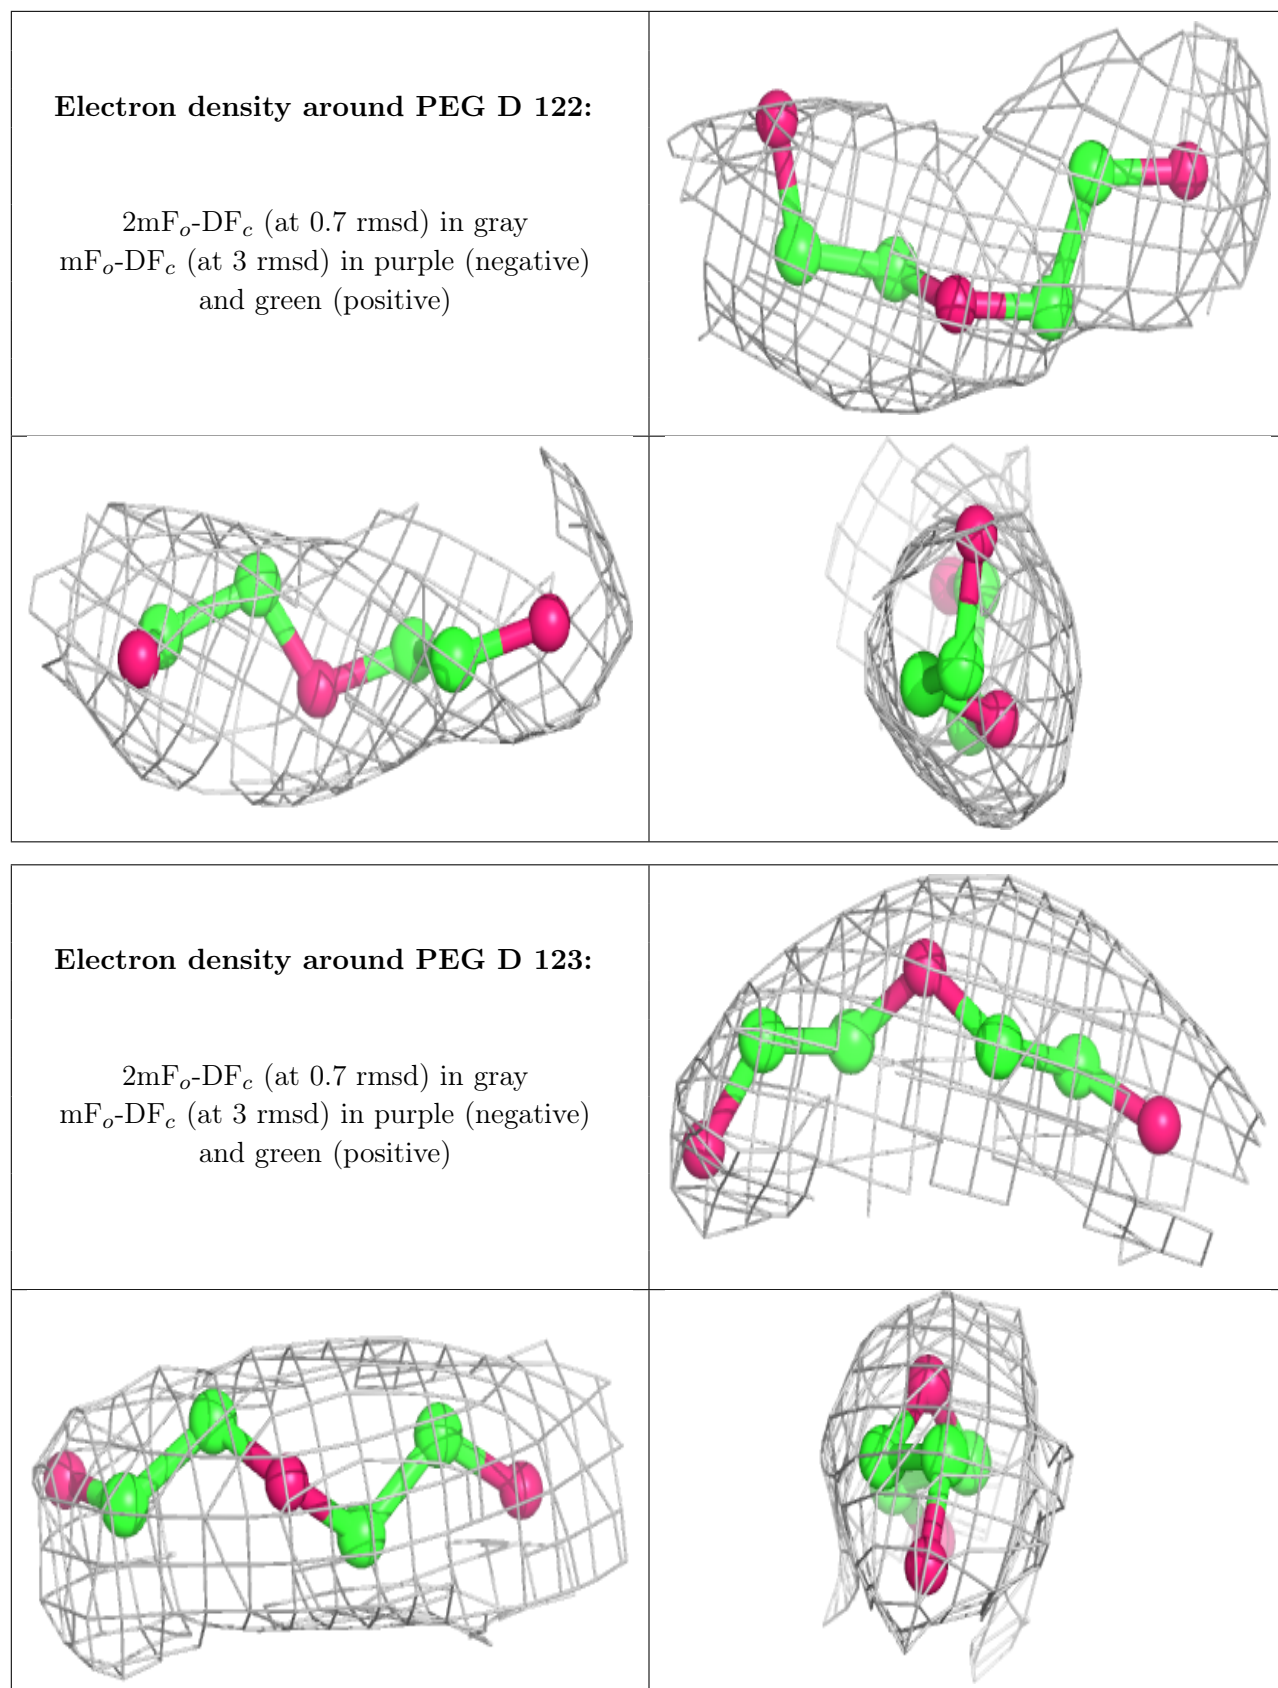 Electron density around PEG D 122:
2mFₒ-DF𝒸 (at 0.7 rmsd) in gray
mFₒ-DF𝒸 (at 3 rmsd) in purple (negative)
and green (positive)
Electron density around PEG D 123:
2mFₒ-DF𝒸 (at 0.7 rmsd) in gray
mFₒ-DF𝒸 (at 3 rmsd) in purple (negative)
and green (positive)